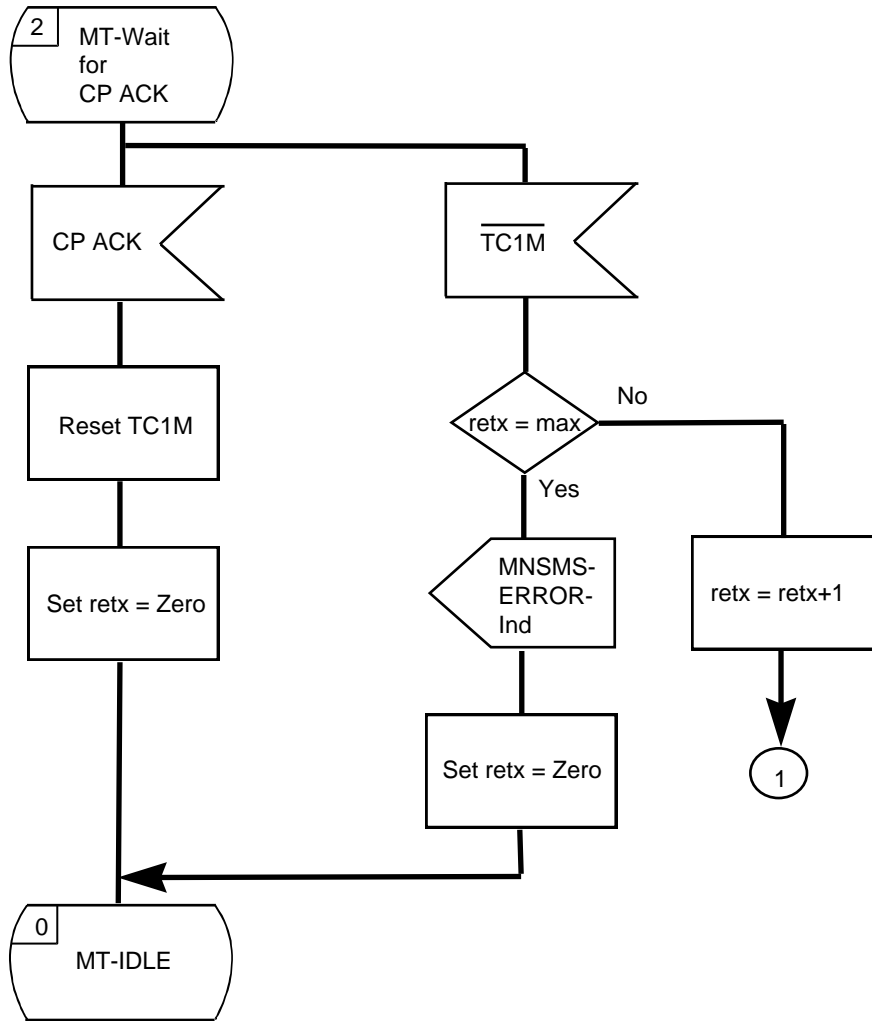 2
MT-Wait
for
CP ACK
CP ACK
TC1M
Reset TC1M
retx = max
No
Yes
Set retx = Zero
MNSMS-
ERROR-
Ind
retx = retx+1
Set retx = Zero
1
0
MT-IDLE